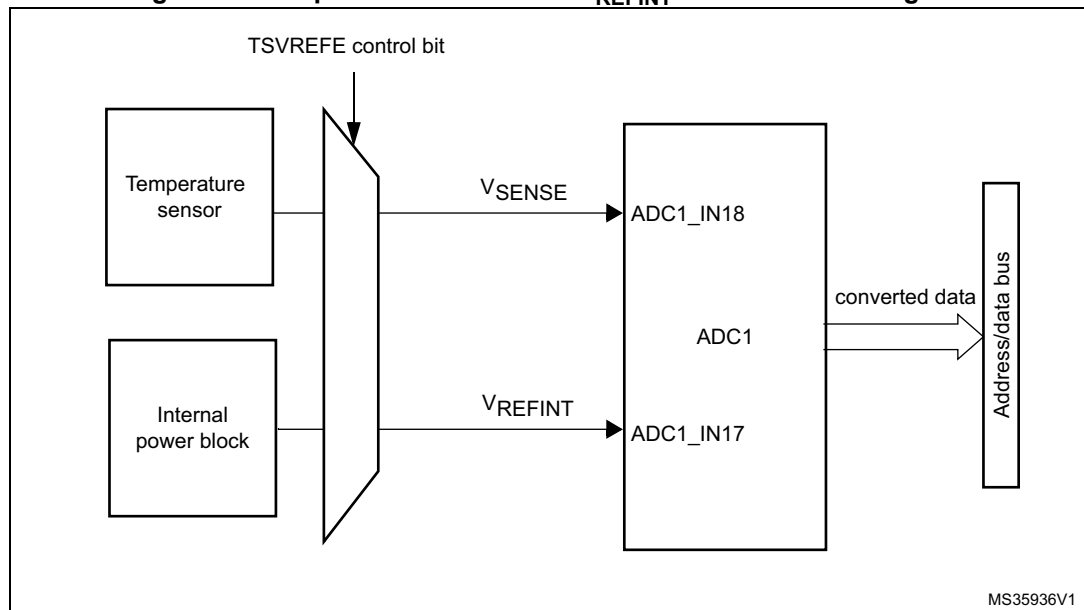 REFINT
TSVREFE control bit
Temperature
sensor
VSENSE
ADC1_IN18
converted data
Address/data bus
ADC1
Internal
power block
VREFINT
ADC1_IN17
MS35936V1